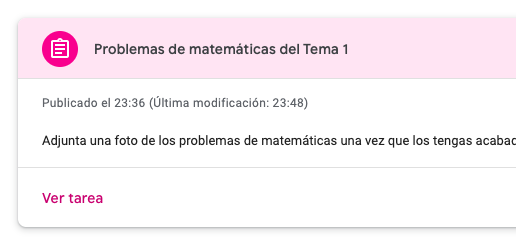 Problemas de matemáticas del Tema 1
Publicado el 23:36 (Última modificación: 23:48)
Adjunta una foto de los problemas de matemáticas una vez que los tengas
Ver tarea